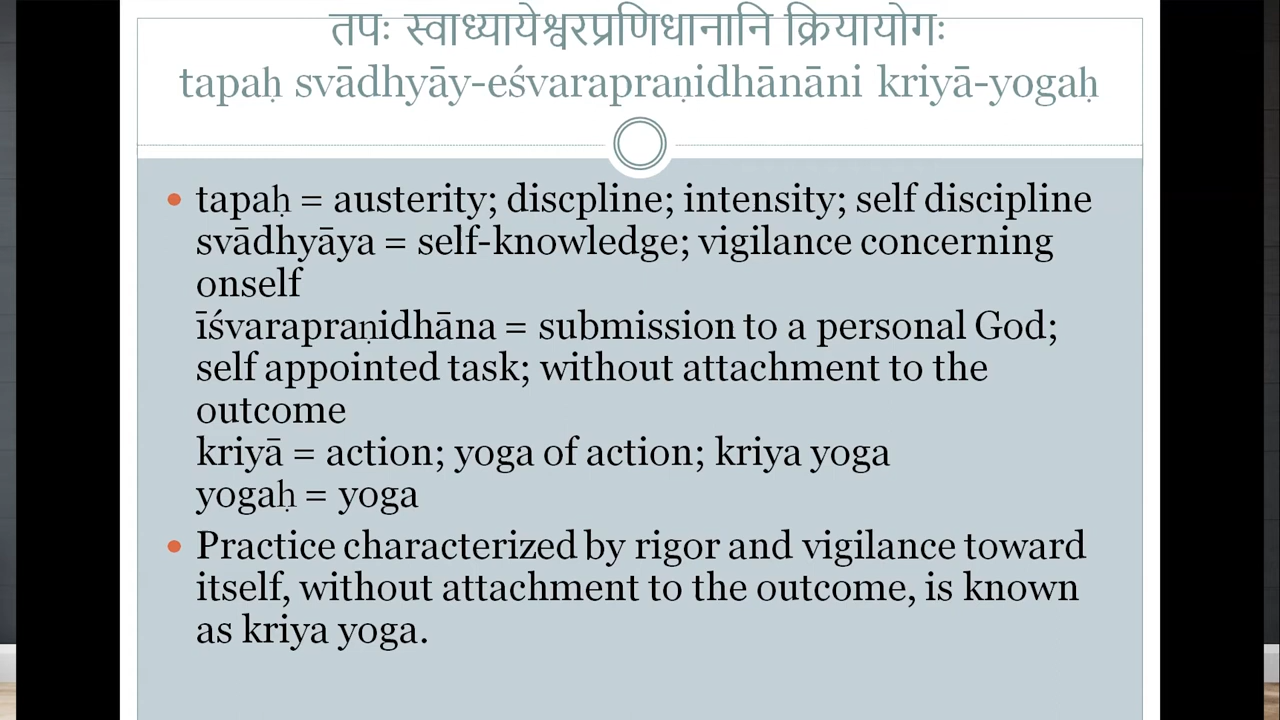 तपः स्वाध्यायेश्वरप्रणिधानानि क्रियायोगः
tapaḥ svādhyāy-eśvarapraṇidhānāni kriyā-yogaḥ
tapaḥ = austerity; discpline; intensity; self discipline
svādhyāya = self-knowledge; vigilance concerning
onself
īśvarapraṇidhāna = submission to a personal God;
self appointed task; without attachment to the
outcome
kriyā = action; yoga of action; kriya yoga
yogaḥ = yoga
Practice characterized by rigor and vigilance toward
itself, without attachment to the outcome, is known
as kriya yoga.